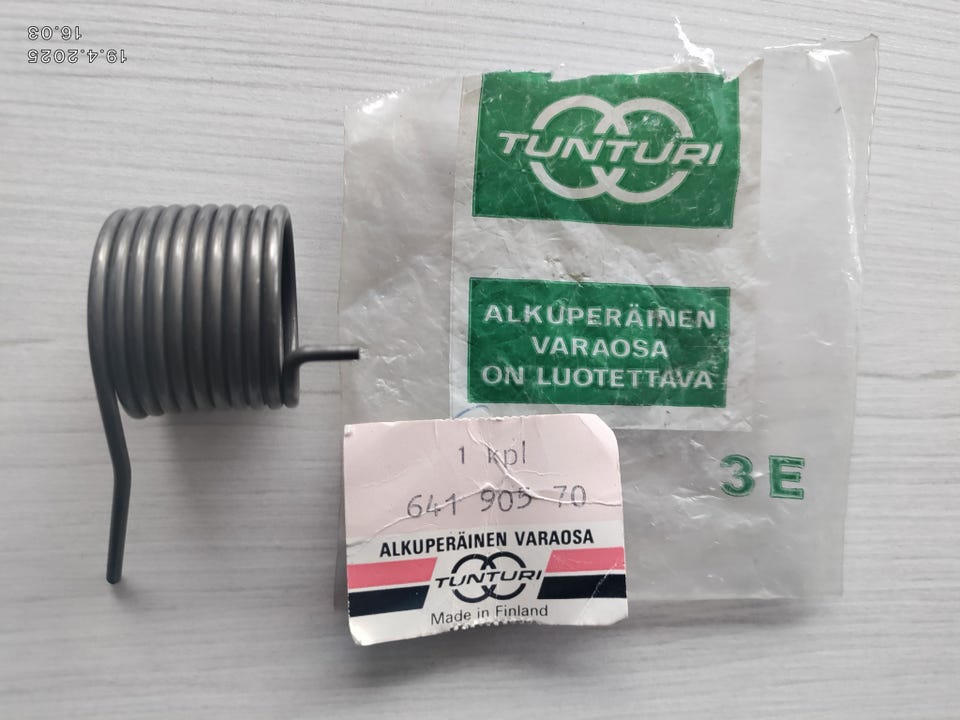 19.4.2025
16.03
TUNTURI
ALKUPERÄINEN
VARAOSA
ON LUOTETTAVA
3 E
1 kpl
641 905 70
ALKUPERÄINEN VARAOSA
TUNTURI
Made in Finland